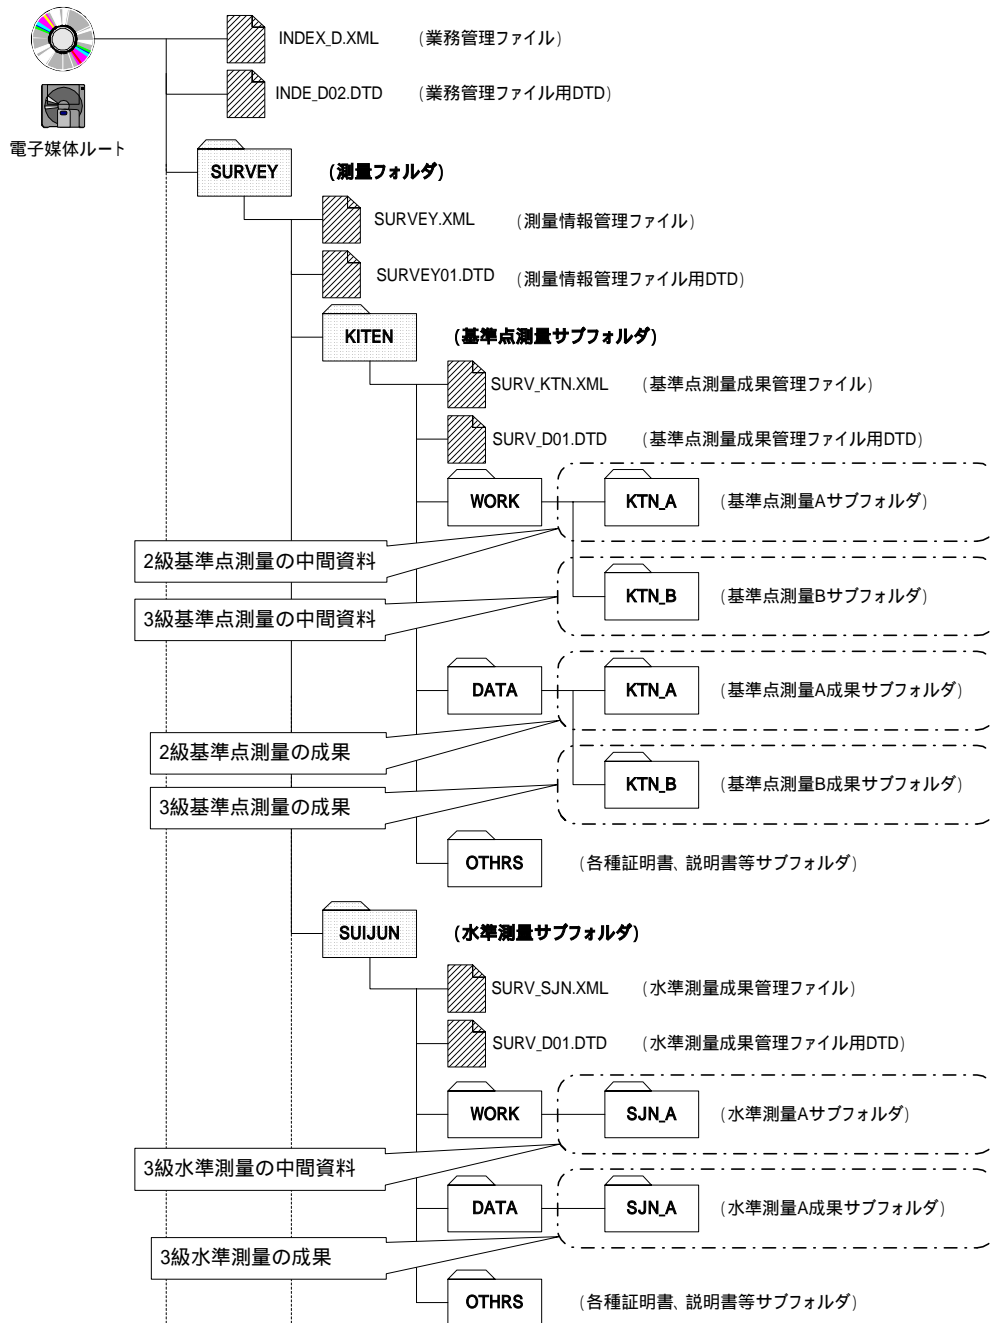 INDEX_D.XML （業務管理ファイル）
INDE_D02.DTD （業務管理ファイル用DTD）
電子媒体ルート
SURVEY （測量フォルダ）
SURVEY.XML （測量情報管理ファイル）
SURVEY01.DTD （測量情報管理ファイル用DTD）
KITEN （基準点測量サブフォルダ）
SURV_KTN.XML （基準点測量成果管理ファイル）
SURV_D01.DTD （基準点測量成果管理ファイル用DTD）
WORK KTN_A （基準点測量Aサブフォルダ）
2級基準点測量の中間資料
KTN_B （基準点測量Bサブフォルダ）
3級基準点測量の中間資料
DATA KTN_A （基準点測量A成果サブフォルダ）
2級基準点測量の成果
KTN_B （基準点測量B成果サブフォルダ）
3級基準点測量の成果
OTHRS （各種証明書、説明書等サブフォルダ）
SUIJUN （水準測量サブフォルダ）
SURV_SJN.XML （水準測量成果管理ファイル）
SURV_D01.DTD （水準測量成果管理ファイル用DTD）
WORK SJN_A （水準測量Aサブフォルダ）
3級水準測量の中間資料
DATA SJN_A （水準測量A成果サブフォルダ）
3級水準測量の成果
OTHRS （各種証明書、説明書等サブフォルダ）